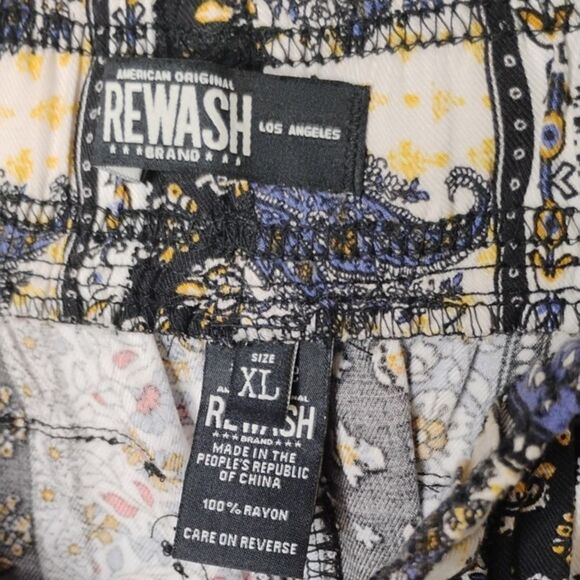 AMERICAN ORIGINAL
REWASH
BRAND
LOS ANGELES
SIZE
XL
BRAND
MADE IN THE
PEOPLE'S REPUBLIC
OF CHINA
100% RAYON
CARE ON REVERSE